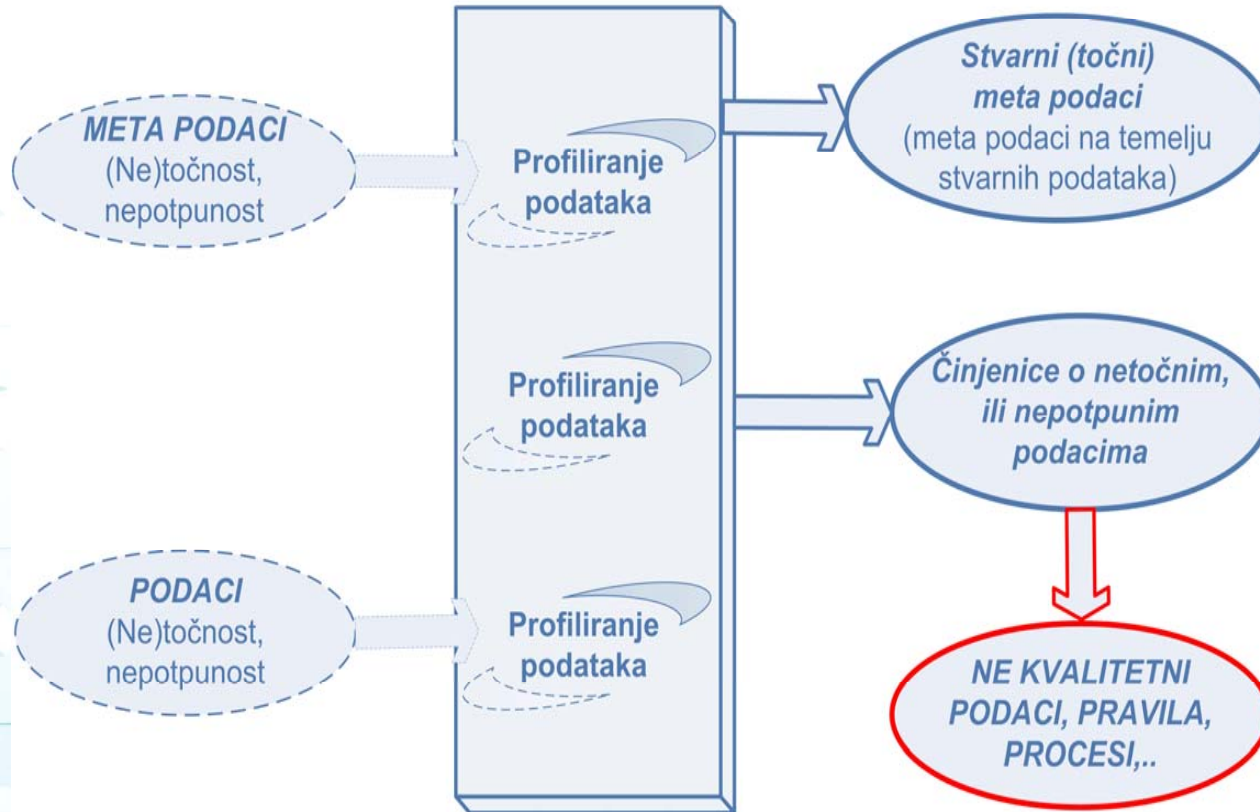 META PODACI
(Ne)točnost,
nepotpunost
PODACI
(Ne)točnost,
nepotpunost
Profiliranje
podataka
Profiliranje
podataka
Profiliranje
podataka
Stvarni (točni)
meta podaci
(meta podaci na temelju
stvarnih podataka)
Činjenice o netočnim,
ili nepotpunim
podacima
NE KVALITETNI
PODACI, PRAVILA,
PROCESI,..